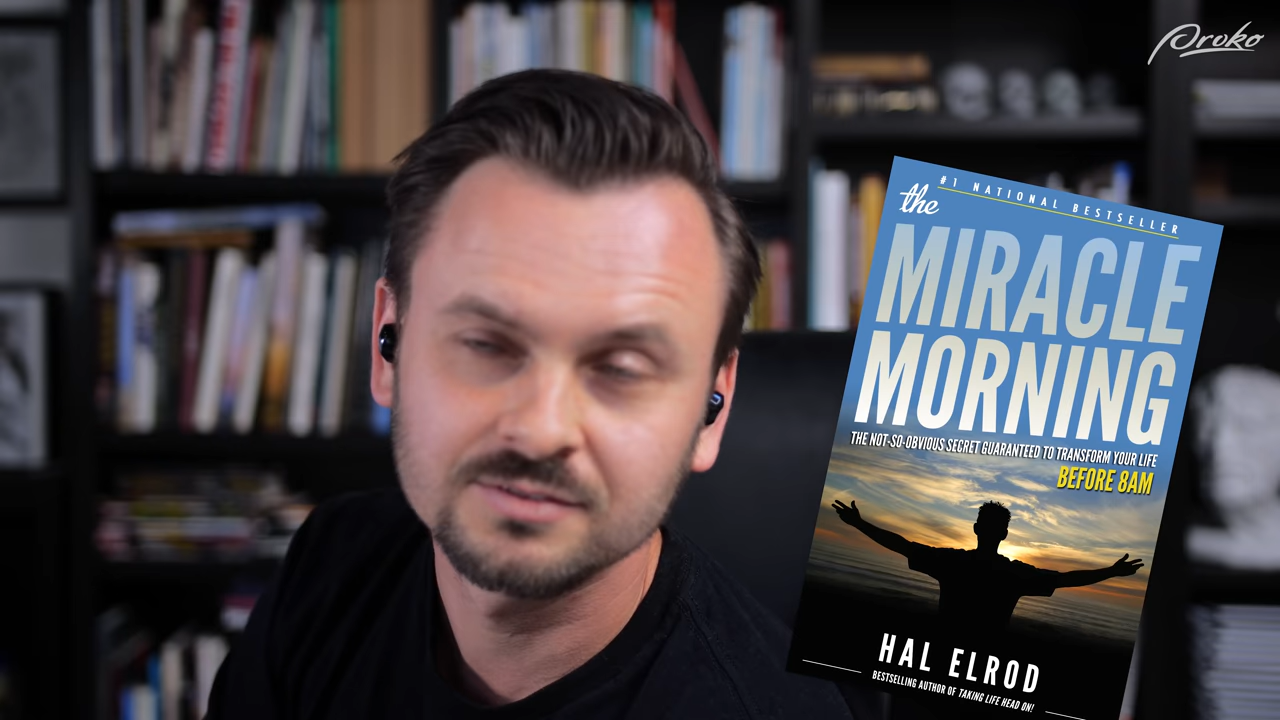 Proko
#1 NATIONAL BESTSELLER
the
MIRACLE
MORNING
THE NOT-SO-OBVIOUS SECRET GUARANTEED TO TRANSFORM YOUR LIFE
BEFORE 8AM
HAL ELROD
BESTSELLING AUTHOR OF TAKING LIFE HEAD ON!